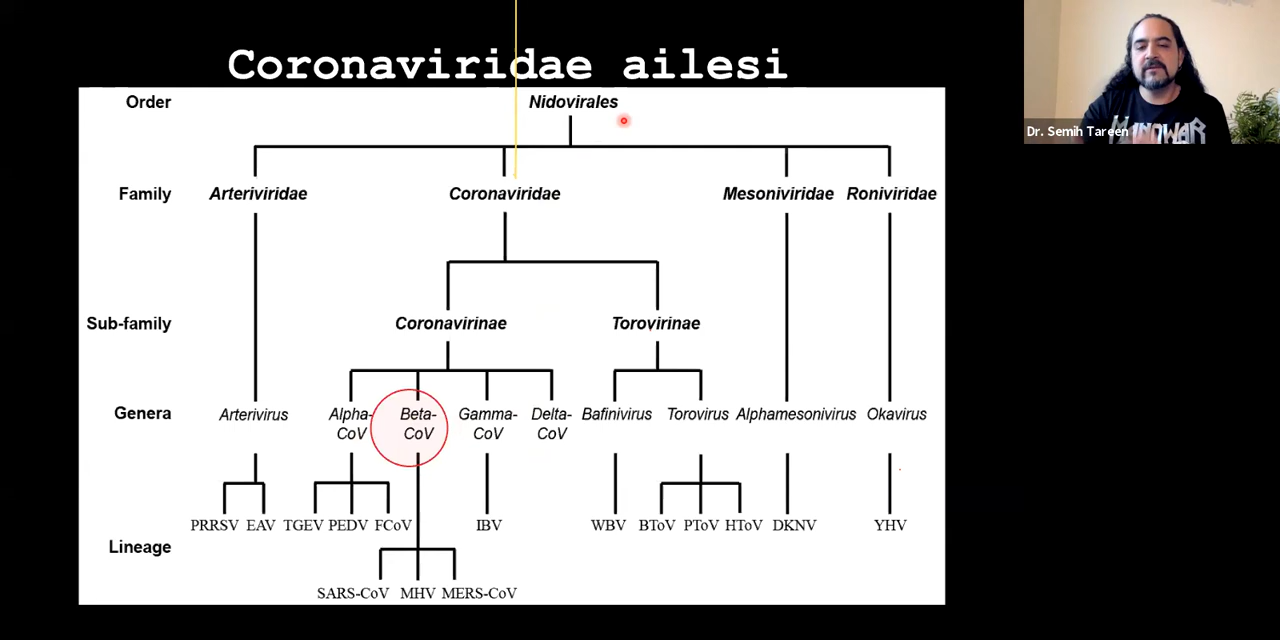 Coronaviridae ailesi
Order
Nidovirales
Family
Arteriviridae
Coronaviridae
Mesoniviridae
Roniviridae
Sub-family
Coronavirinae
Torovirinae
Genera
Arterivirus
Alpha-
CoV
Beta-
CoV
Gamma-
CoV
Delta-
CoV
Bafinivirus
Torovirus
Alphamesonivirus
Okavirus
PRRSV
EAV
TGEV
PEDV
FCoV
IBV
WBV
BToV
PToV
HToV
DKNV
YHV
Lineage
SARS-CoV
MHV
MERS-CoV
Dr. Semih Tareen
MANOWAR